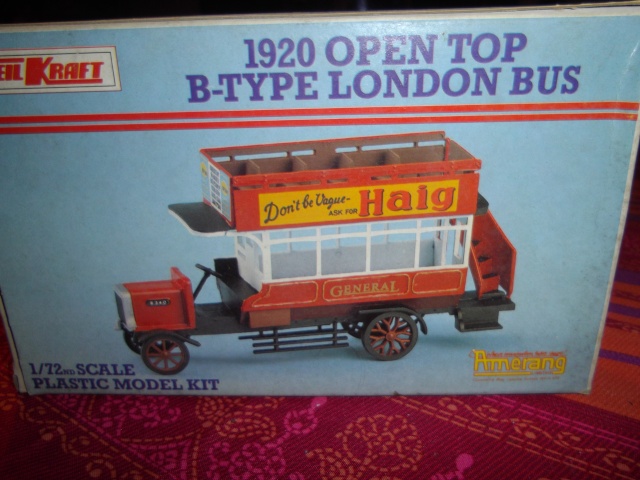 EIL KRAFT
1920 OPEN TOP
B-TYPE LONDON BUS
Don't be Vague-
ASK FOR
Haig
GENERAL
1/72ND SCALE
PLASTIC MODEL KIT
Amerang